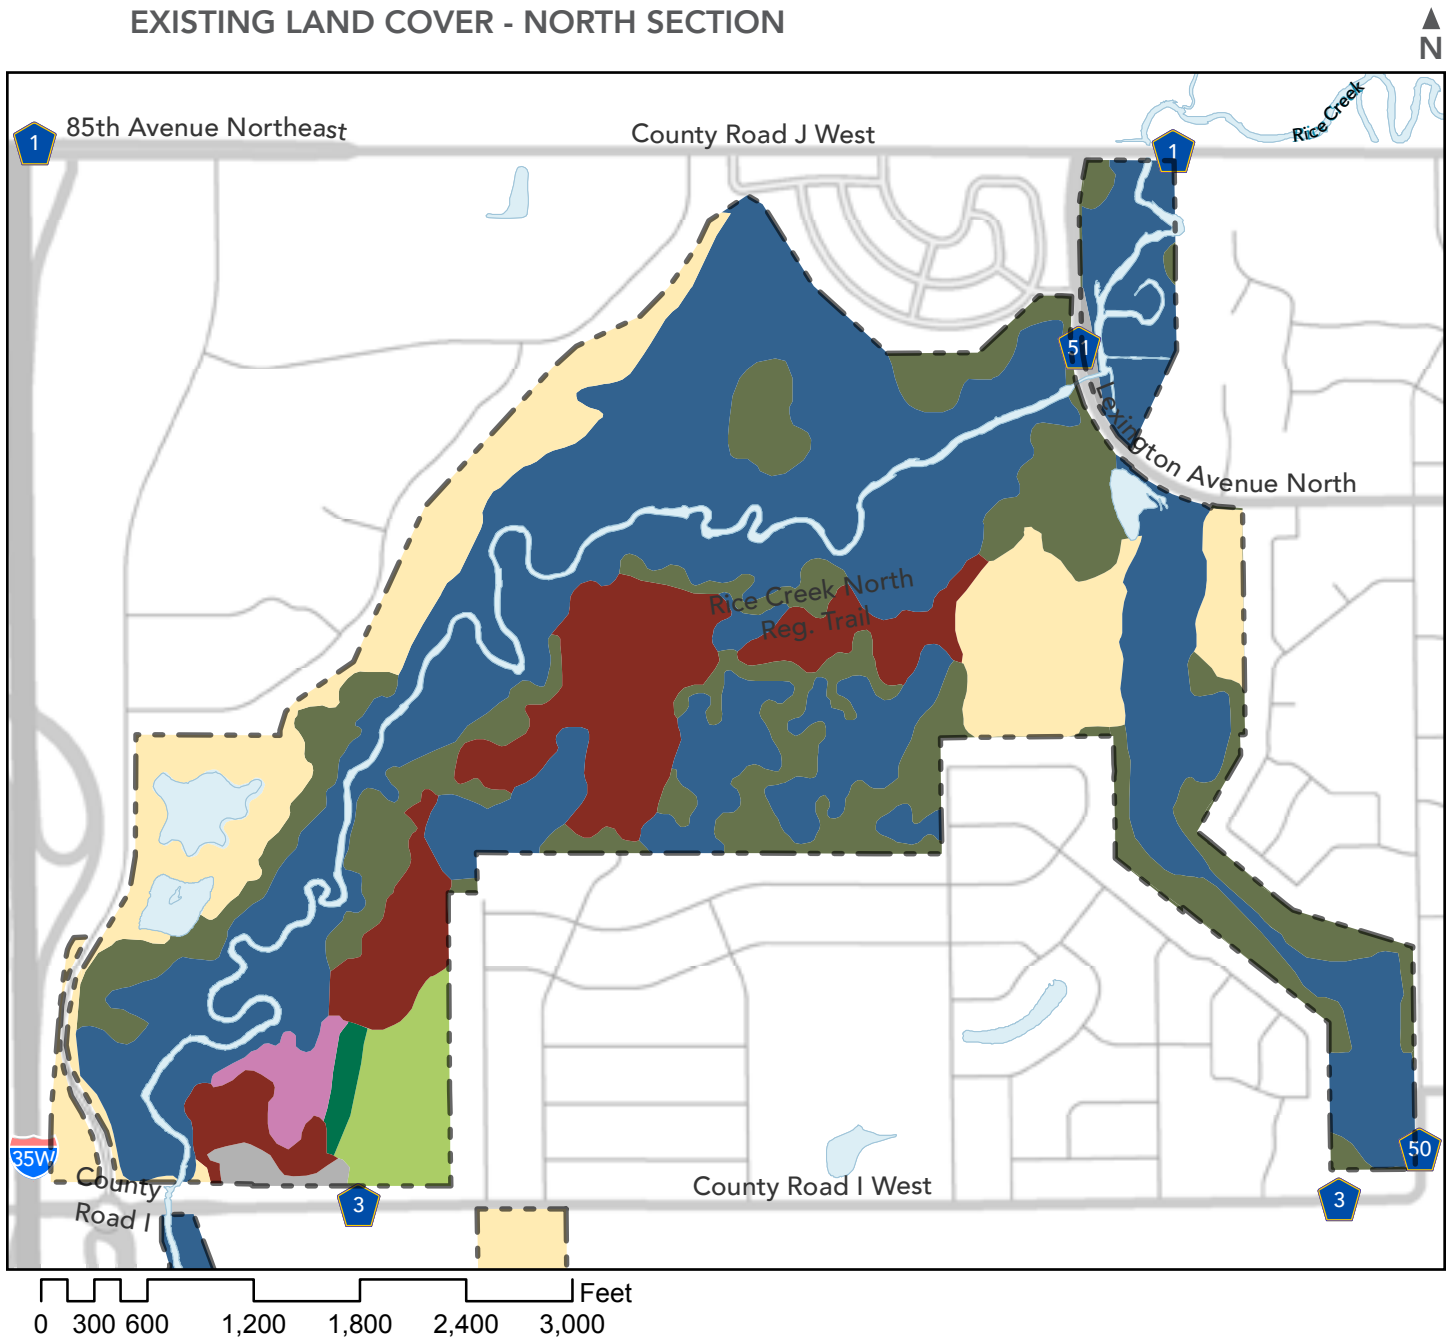 EXISTING LAND COVER - NORTH SECTION
N
Rice Creek
1
85th Avenue Northeast
County Road J West
1
51
Lexington Avenue North
Rice Creek North
Reg. Trail
35W
County
Road I
3
County Road I West
3
50
Feet
0 300 600 1,200 1,800 2,400 3,000